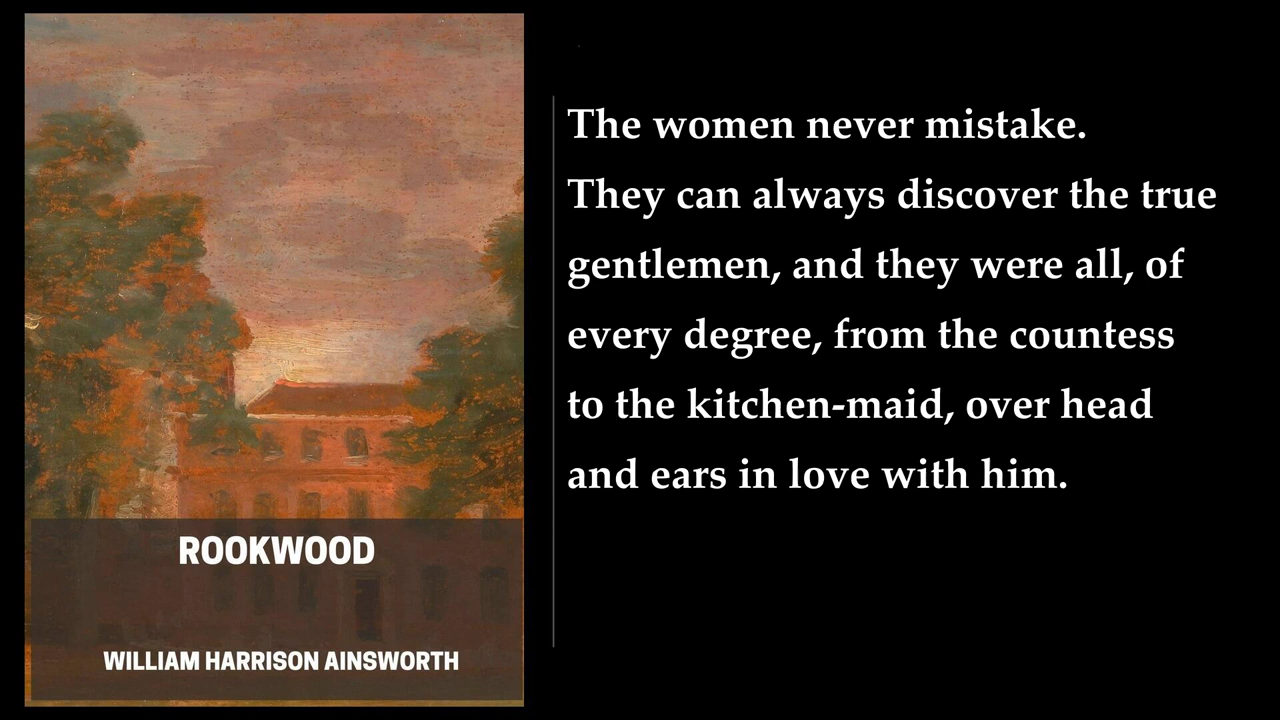 ROOKWOOD
WILLIAM HARRISON AINSWORTH
The women never mistake.
They can always discover the true
gentlemen, and they were all, of
every degree, from the countess
to the kitchen-maid, over head
and ears in love with him.